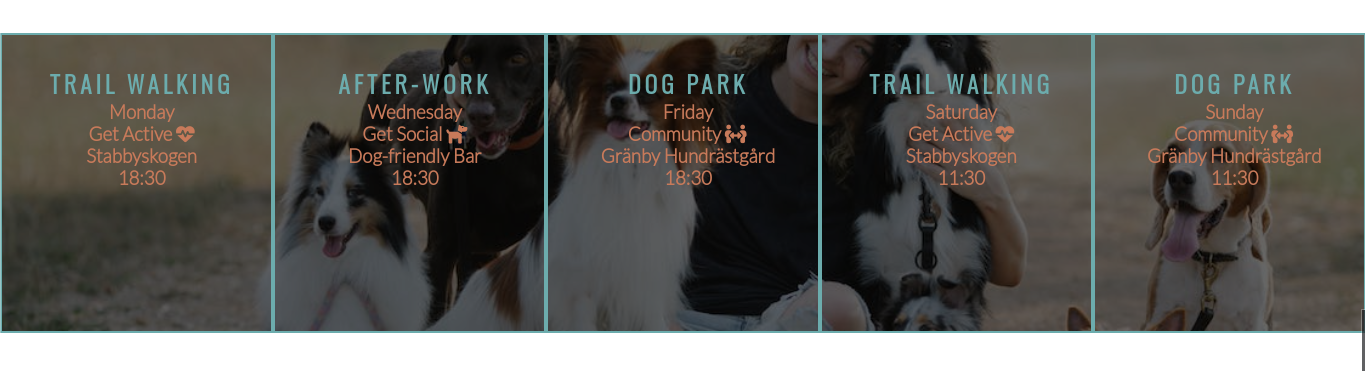 TRAIL WALKING
Monday
Get Active
Stabbyskogen
18:30
AFTER-WORK
Wednesday
Get Social
Dog-friendly Bar
18:30
DOG PARK
Friday
Community
Gränby Hundrästgård
18:30
TRAIL WALKING
Saturday
Get Active
Stabbyskogen
11:30
DOG PARK
Sunday
Community
Gränby Hundrästgård
11:30